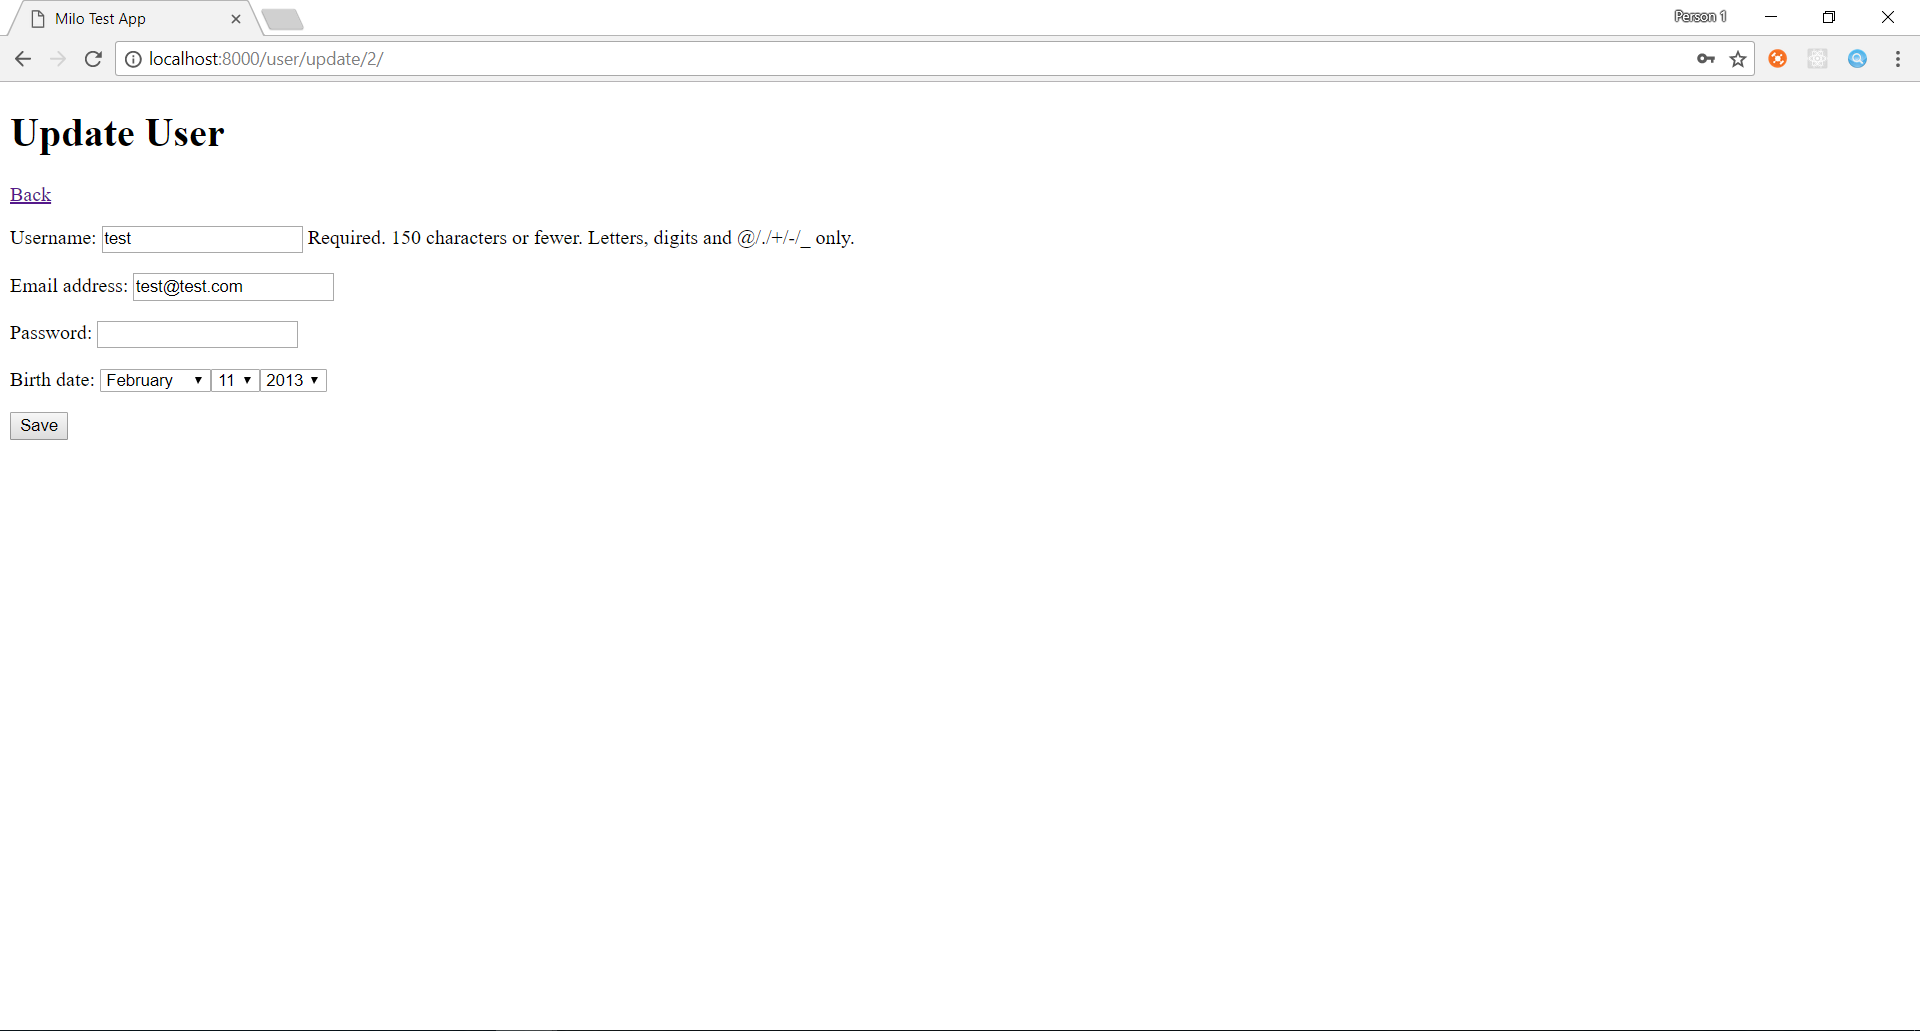 Milo Test App
Person 1
localhost:8000/user/update/2/
Update User
Back
Username: test Required. 150 characters or fewer. Letters, digits and @/./+/-/_ only.
Email address: test@test.com
Password:
Birth date: February 11 2013
Save